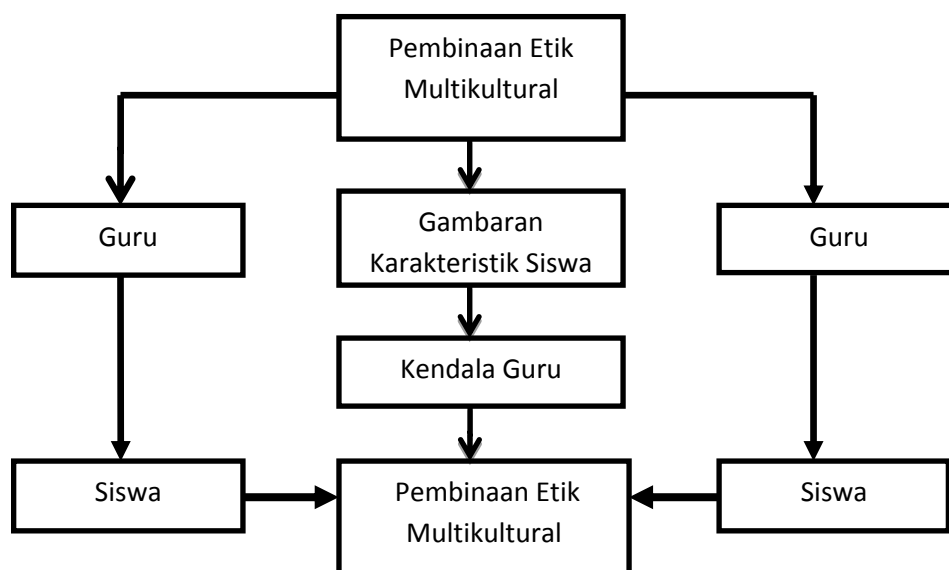 Pembinaan Etik
Multikultural
Guru
Gambaran
Karakteristik Siswa
Guru
Kendala Guru
Siswa
Pembinaan Etik
Multikultural
Siswa